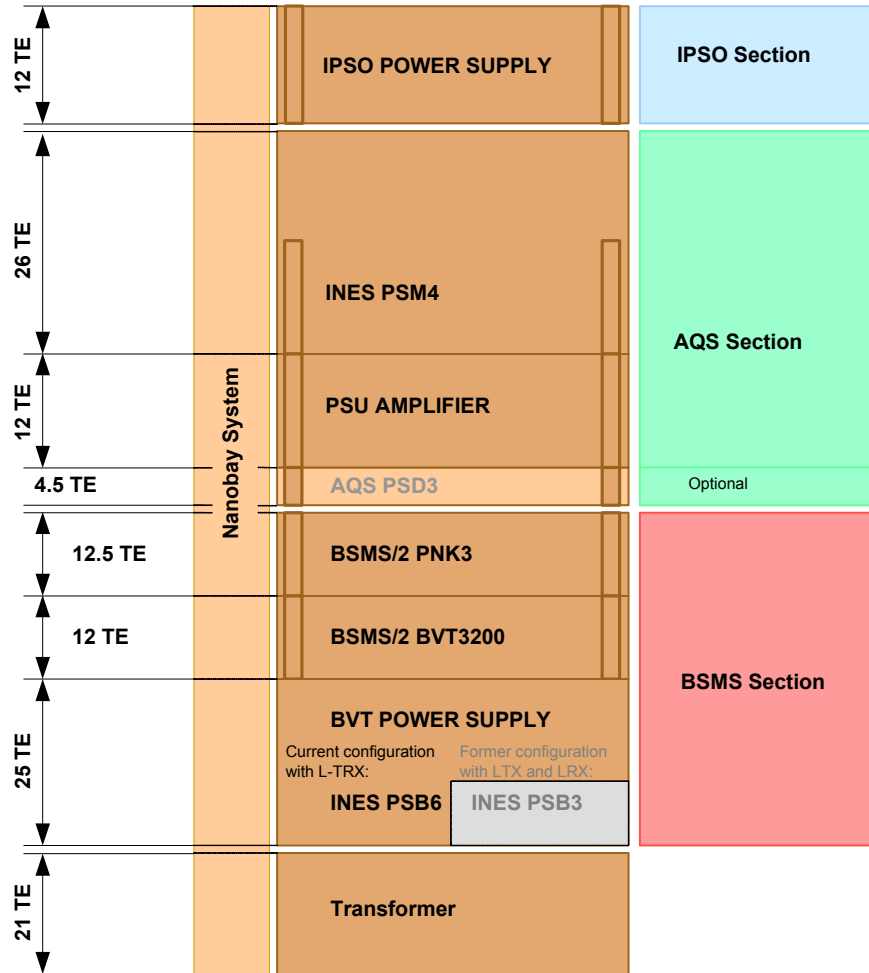 12 TE
IPSO POWER SUPPLY
IPSO Section
26 TE
INES PSM4
AQS Section
12 TE
PSU AMPLIFIER
Nanobay System
4.5 TE
AQS PSD3
Optional
12.5 TE
BSMS/2 PNK3
12 TE
BSMS/2 BVT3200
BSMS Section
25 TE
BVT POWER SUPPLY
Current configuration
with L-TRX:
Former configuration
with LTX and LRX:
INES PSB6
INES PSB3
21 TE
Transformer